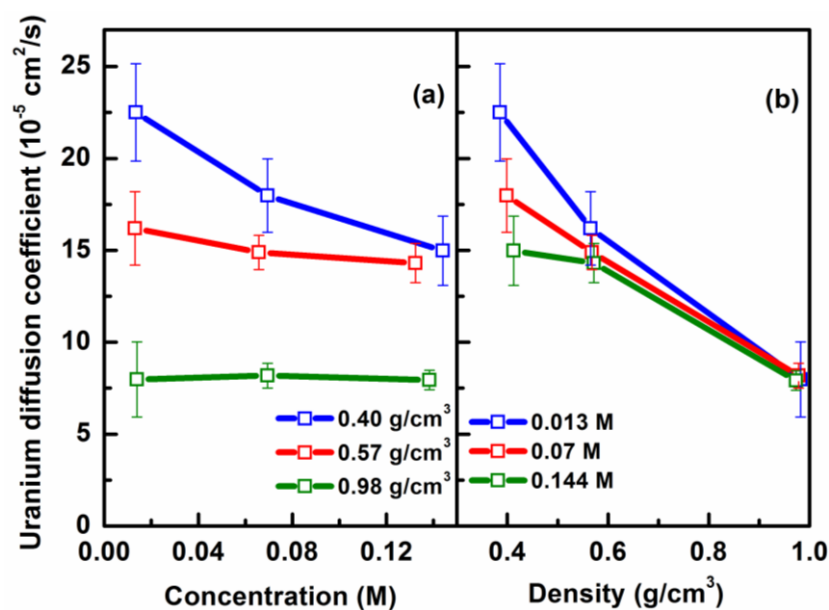 Uranium diffusion coefficient (10⁻⁵ cm²/s)
25
20
15
10
5
0
(a)
(b)
0.40 g/cm³
0.57 g/cm³
0.98 g/cm³
0.013 M
0.07 M
0.144 M
0.00 0.04 0.08 0.12 0.4 0.6 0.8 1.0
Concentration (M) Density (g/cm³)